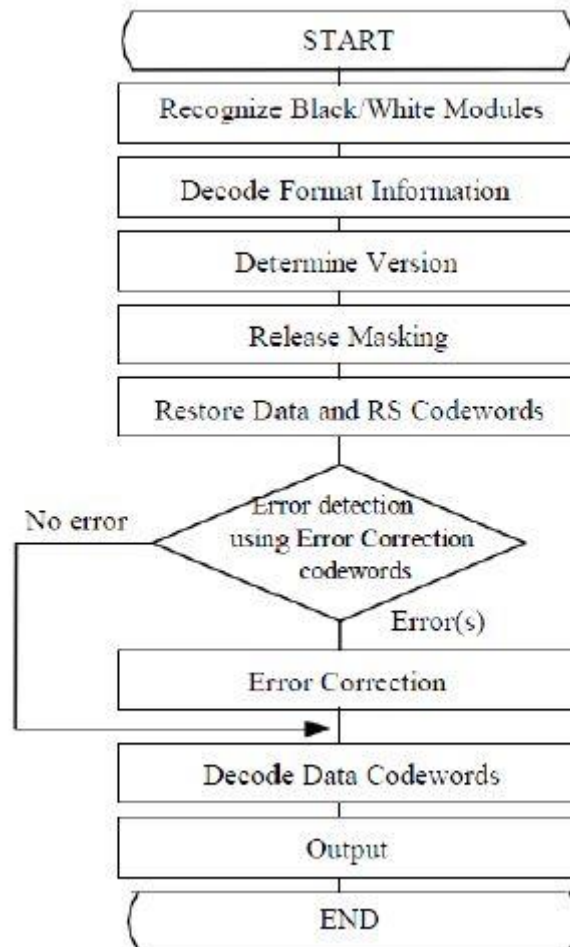 START
Recognize Black/White Modules
Decode Format Information
Determine Version
Release Masking
Restore Data and RS Codewords
No error
Error detection
using Error Correction
codewords
Error(s)
Error Correction
Decode Data Codewords
Output
END